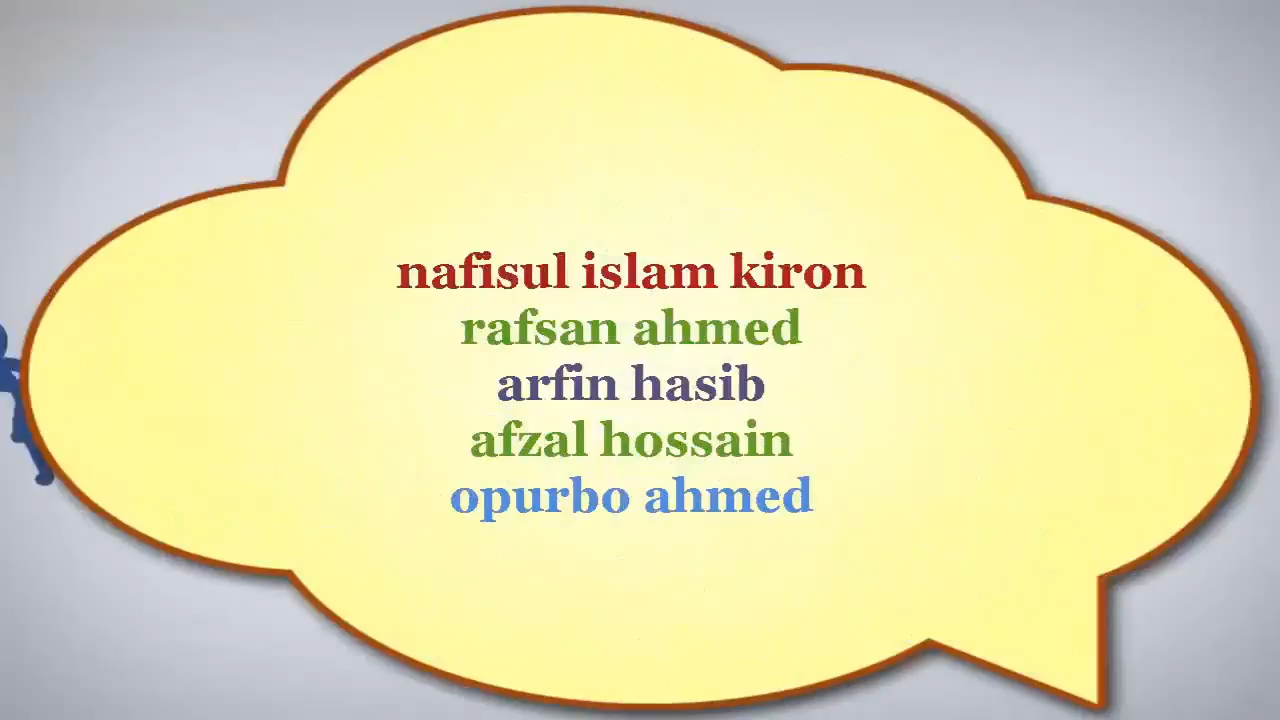 nafisul islam kiron
rafsan ahmed
arfin hasib
afzal hossain
opurbo ahmed